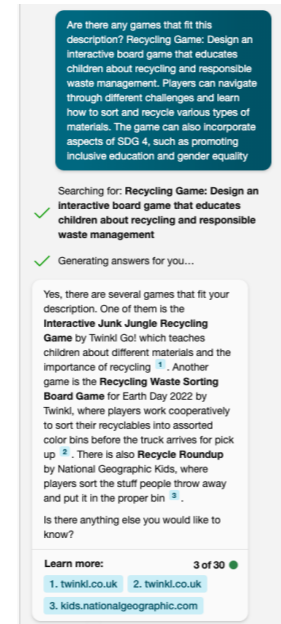 Are there any games that fit this
description? Recycling Game: Design an
interactive board game that educates
children about recycling and responsible
waste management. Players can navigate
through different challenges and learn
how to sort and recycle various types of
materials. The game can also incorporate
aspects of SDG 4, such as promoting
inclusive education and gender equality
Searching for: Recycling Game: Design an
interactive board game that educates
children about recycling and responsible
waste management
Generating answers for you...
Yes, there are several games that fit your
description. One of them is the
Interactive Junk Jungle Recycling
Game by Twinkl Go! which teaches
children about different materials and the
importance of recycling 1 . Another
game is the Recycling Waste Sorting
Board Game for Earth Day 2022 by
Twinkl, where players work cooperatively
to sort their recyclables into assorted
color bins before the truck arrives for pick
up 2 . There is also Recycle Roundup
by National Geographic Kids, where
players sort the stuff people throw away
and put it in the proper bin 3 .
Is there anything else you would like to
know?
Learn more: 3 of 30
1. twinkl.co.uk 2. twinkl.co.uk
3. kids.nationalgeographic.com